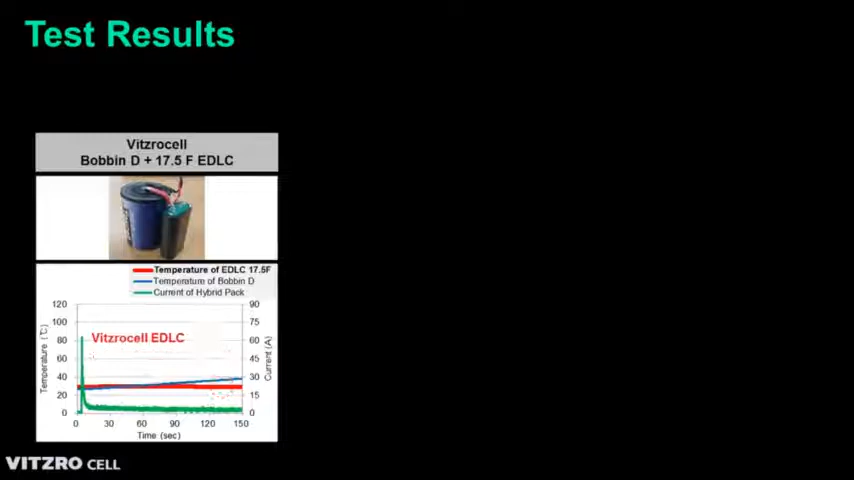 Test Results
Vitzrocell
Bobbin D + 17.5 F EDLC
Temperature of EDLC 17.5F
Temperature of Bobbin D
Current of Hybrid Pack
120 90
100 75
Vitzrocell EDLC
80 60
60 45
40 30
20 15
0 0
Temperature (℃)
Current (A)
0 30 60 90 120 150
Time (sec)
VITZRO CELL